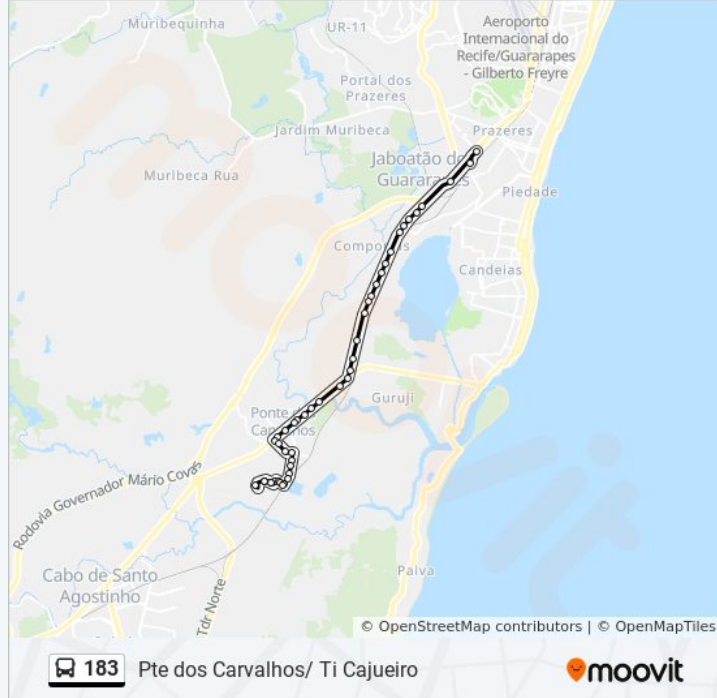 Muribequinha
UR-11
Aeroporto
Internacional do
Recife/Guararapes
- Gilberto Freyre
Portal dos
Prazeres
Jardim Muribeca
Prazeres
Jaboatão dos
Guararapes
Muribeca Rua
Piedade
Comportas
Candeias
Guruji
Ponte dos
Carvalhos
Rodovia Governador Mário Covas
Cabo de Santo
Agostinho
Tdr Norte
Paiva
© OpenStreetMap contributors | © OpenMapTiles
183 Pte dos Carvalhos/ Ti Cajueiro
moovit